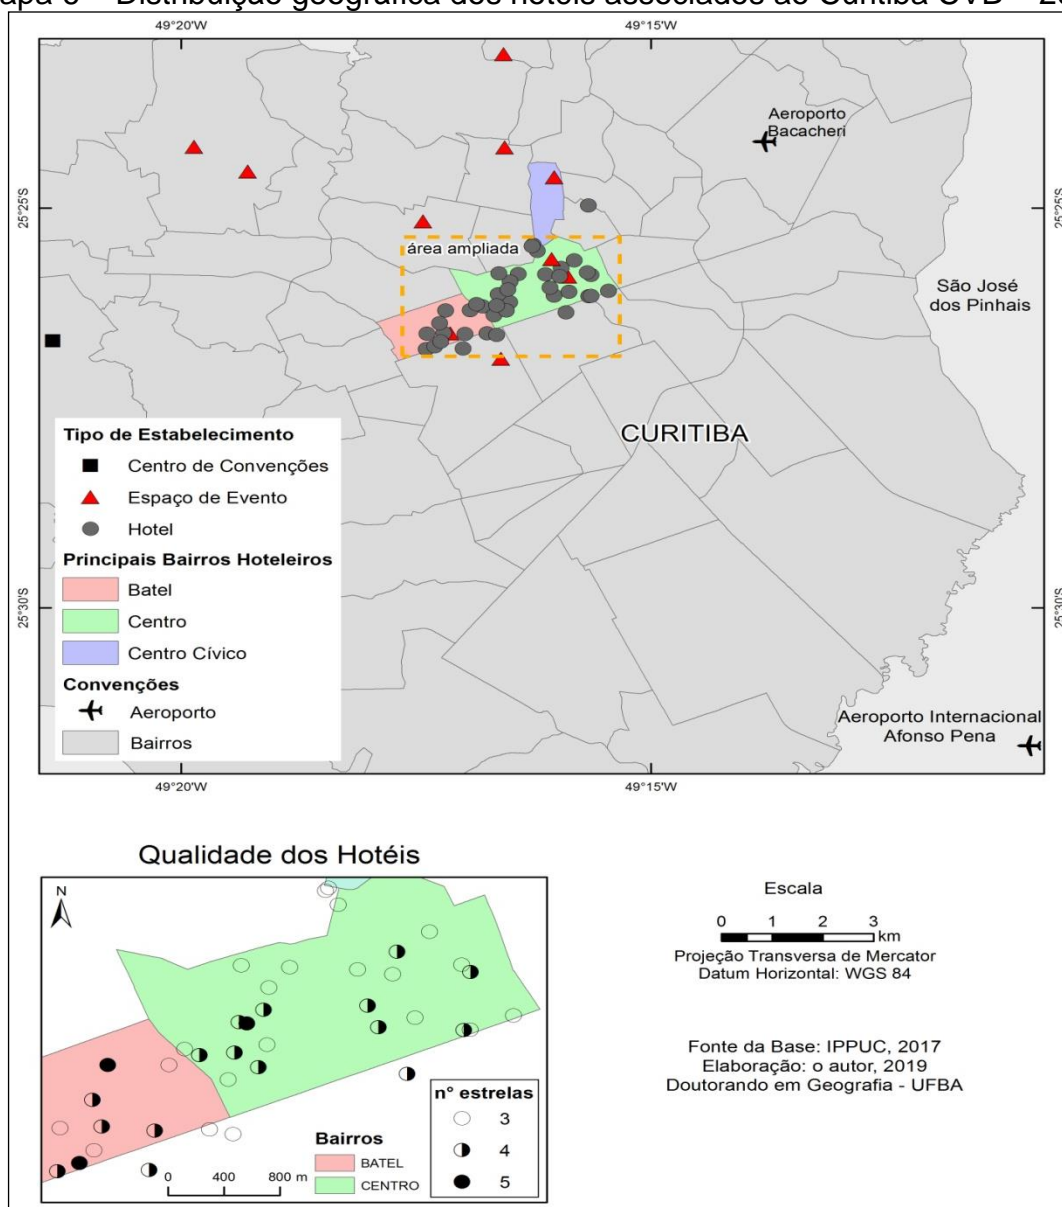 Distribuição geográfica dos hotéis associados ao Curitiba CVB
49°20'W 49°15'W
Aeroporto
Bacacheri
25°25'S 25°25'S
área ampliada
São José
dos Pinhais
CURITIBA
Tipo de Estabelecimento
Centro de Convenções
Espaço de Evento
Hotel
Principais Bairros Hoteleiros
Batel
Centro
Centro Cívico
Convenções
Aeroporto
Bairros
25°30'S 25°30'S
Aeroporto Internacional
Afonso Pena
49°20'W 49°15'W
Qualidade dos Hotéis
N
n° estrelas
3
4
5
Bairros
BATEL
CENTRO
0 400 800 m
Escala
0 1 2 3
km
Projeção Transversa de Mercator
Datum Horizontal: WGS 84
Fonte da Base: IPPUC, 2017
Elaboração: o autor, 2019
Doutorando em Geografia - UFBA